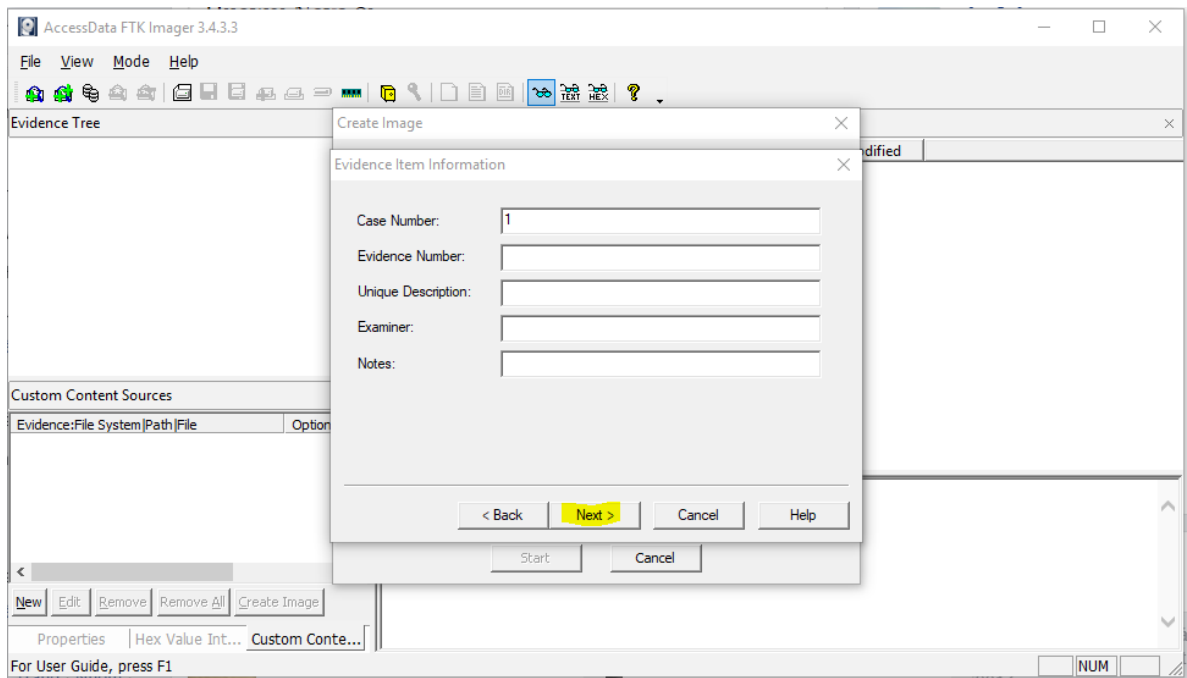 AccessData FTK Imager 3.4.3.3
File View Mode Help
TEXT HEX ?
Evidence Tree
Create Image
odified
Evidence Item Information
Case Number: 1
Evidence Number:
Unique Description:
Examiner:
Notes:
Custom Content Sources
Evidence:File System|Path|File Option
< Back Next > Cancel Help
Start Cancel
New Edit Remove Remove All Create Image
Properties Hex Value Int... Custom Conte...
For User Guide, press F1 NUM